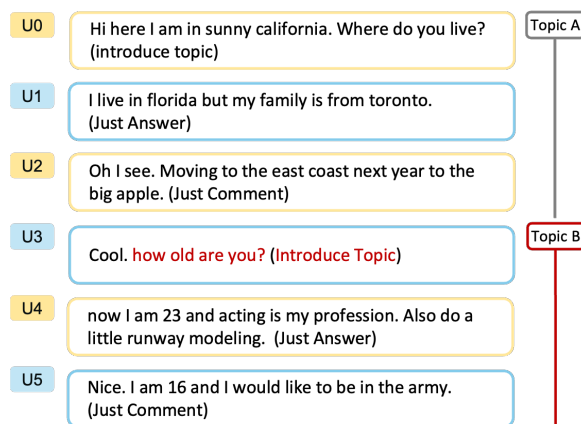 U0
Hi here I am in sunny california. Where do you live?
(introduce topic)
Topic A
U1
I live in florida but my family is from toronto.
(Just Answer)
U2
Oh I see. Moving to the east coast next year to the
big apple. (Just Comment)
U3
Cool. how old are you? (Introduce Topic)
Topic B
U4
now I am 23 and acting is my profession. Also do a
little runway modeling.  (Just Answer)
U5
Nice. I am 16 and I would like to be in the army.
(Just Comment)